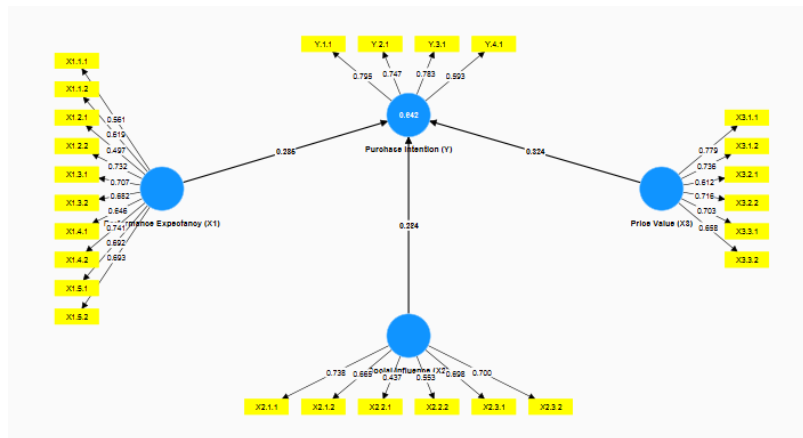 Y.1.1 Y.2.1 Y.3.1 Y.4.1
0.795 0.747 0.783 0.593
0.642
Purchase Intention (Y)
X1.1.1
X1.1.2
X1.2.1
X1.2.2
X1.3.1
X1.3.2
X1.4.1
X1.4.2
X1.5.1
X1.5.2
0.561
0.619
0.497
0.732
0.707
0.682
0.646
0.741
0.692
0.693
Expectancy (X1)
0.284
X3.1.1
X3.1.2
X3.2.1
X3.2.2
X3.3.1
X3.3.2
0.779
0.736
0.612
0.716
0.703
0.658
Price Value (X3)
0.324
Influence (X2)
0.738 0.437 0.553 0.698 0.700
X2.1.1 X2.1.2 X2.2.1 X2.2.2 X2.3.1 X2.3.2